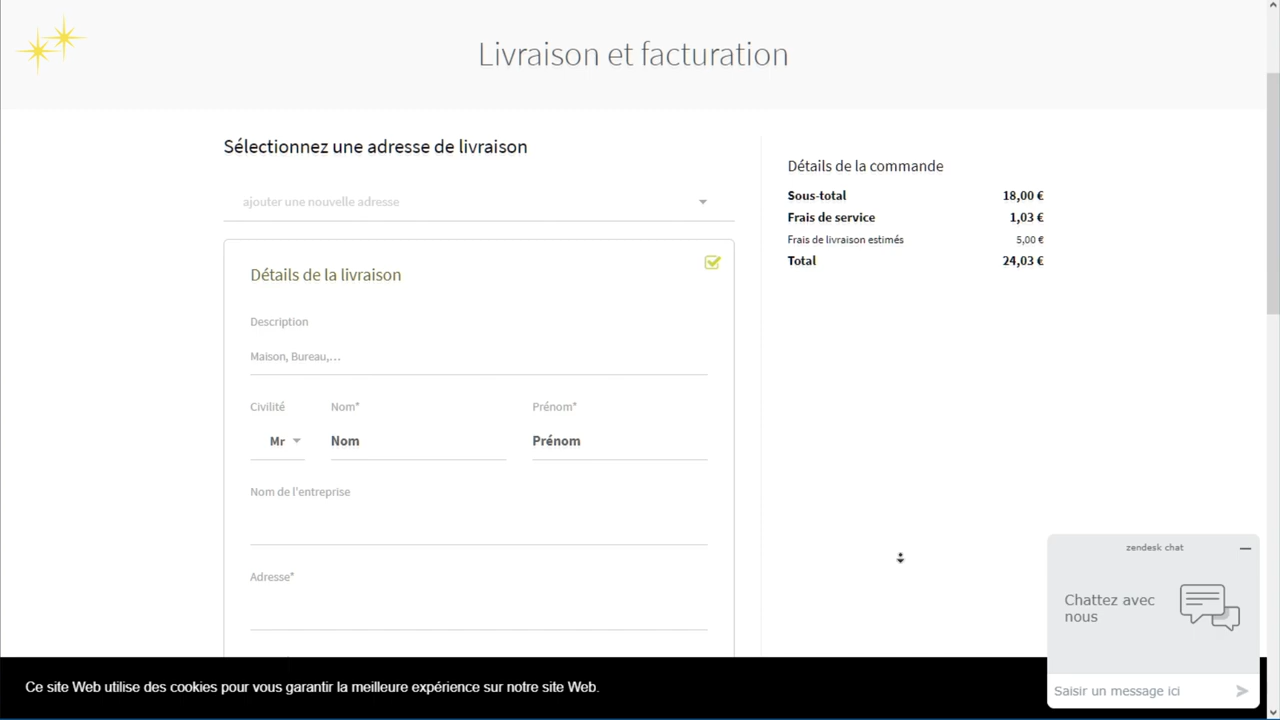 Livraison et facturation
Sélectionnez une adresse de livraison
ajouter une nouvelle adresse
Détails de la livraison
Description
Maison, Bureau,...
Civilité Nom* Prénom*
Mr Nom Prénom
Nom de l'entreprise
Adresse*
Détails de la commande
Sous-total 18,00 €
Frais de service 1,03 €
Frais de livraison estimés 5,00 €
Total 24,03 €
zendesk chat
Chattez avec
nous
Saisir un message ici
Ce site Web utilise des cookies pour vous garantir la meilleure expérience sur notre site Web.